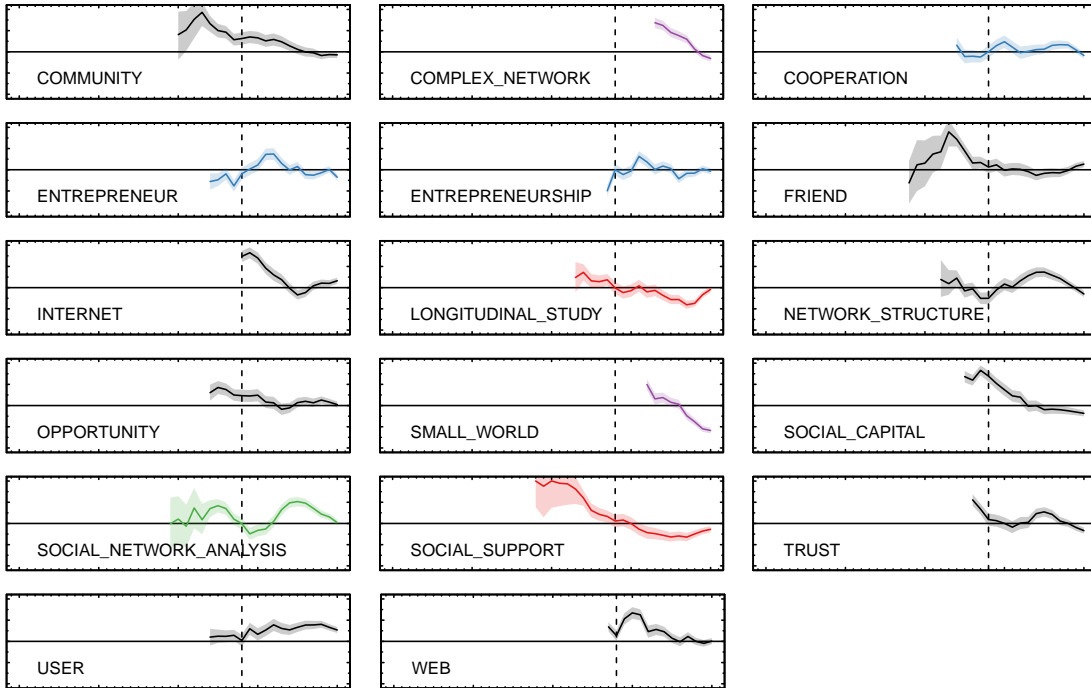 COMMUNITY
COMPLEX_NETWORK
COOPERATION
ENTREPRENEUR
ENTREPRENEURSHIP
FRIEND
INTERNET
LONGITUDINAL_STUDY
NETWORK_STRUCTURE
OPPORTUNITY
SMALL_WORLD
SOCIAL_CAPITAL
SOCIAL_NETWORK_ANALYSIS
SOCIAL_SUPPORT
TRUST
USER
WEB